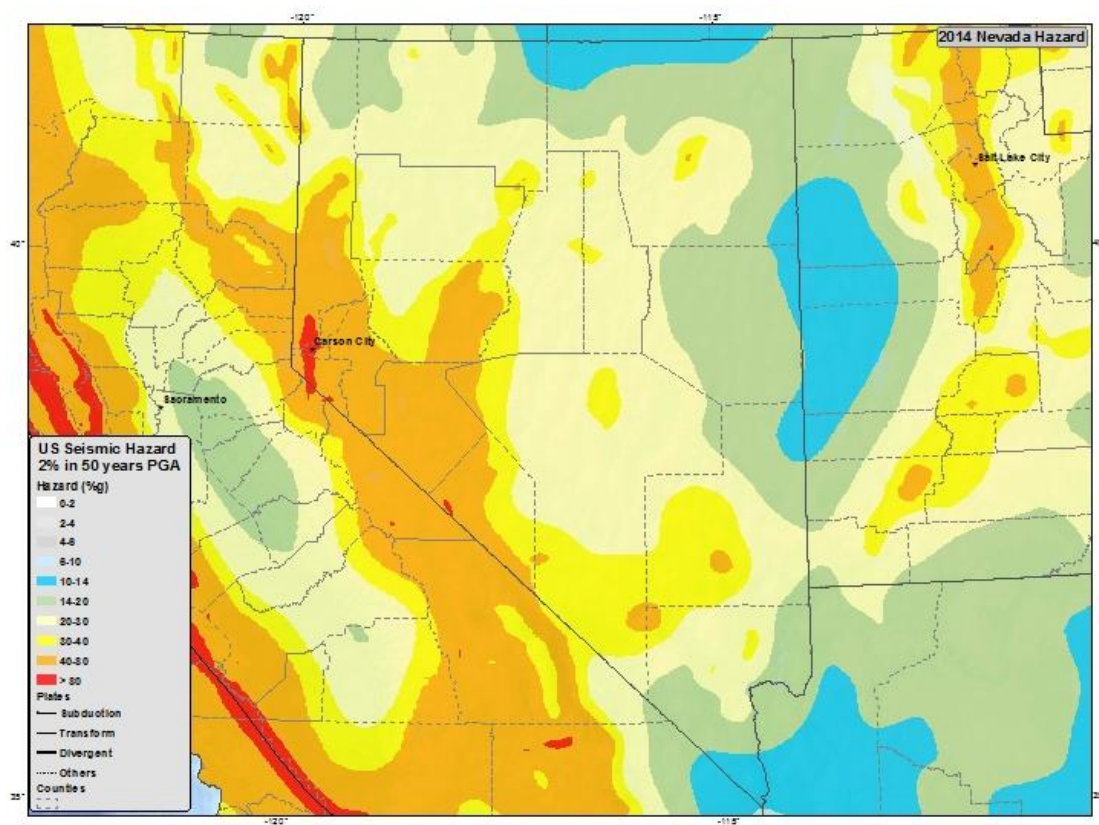 -120°
-115°
2014 Nevada Hazard
Salt Lake City
40°
Carson City
Sacramento
US Seismic Hazard
2% in 50 years PGA
Hazard (%g)
0-2
2-4
4-6
6-10
10-14
14-20
20-30
30-40
40-80
> 80
Plates
Subduction
Transform
Divergent
Others
Counties
35°
-120°
-115°